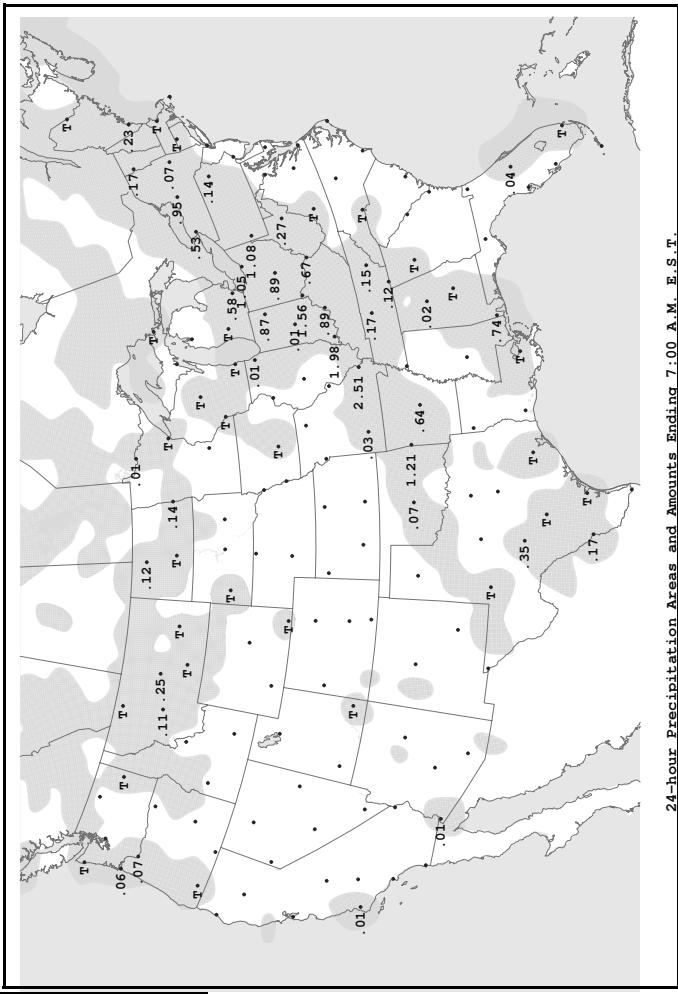 T
T
.06
.23
T
T
.17
.01
.07
.12
T
T
.11
.25
T
.07
.14
T
T
.95
T
T
.53
T
T
.14
T
T
T
.58
T
1.05
1.08
.01
.87
.89
T
.27
T
.01
1.56
.67
T
.89
1.98
T
2.51
.01
T
.15
.03
.17
.12
1.21
.07
T
.64
.02
.01
T
T
.74
.04
T
.35
T
T
T
T
.17
24-hour Precipitation Areas and Amounts Ending 7:00 A.M. E.S.T.